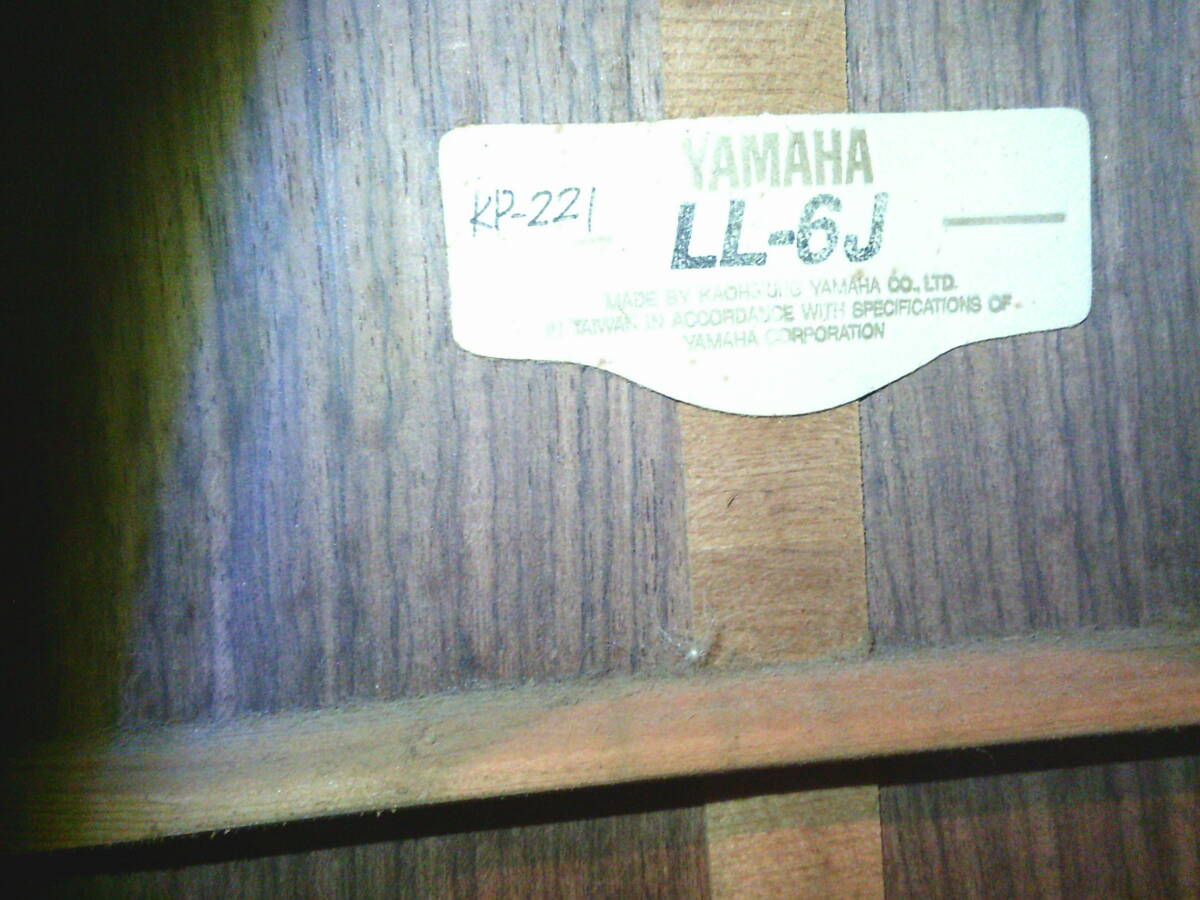 YAMAHA
KP-221
LL-6J
MADE BY KAOHSIUNG YAMAHA CO., LTD.
IN TAIWAN IN ACCORDANCE WITH SPECIFICATIONS OF
YAMAHA CORPORATION